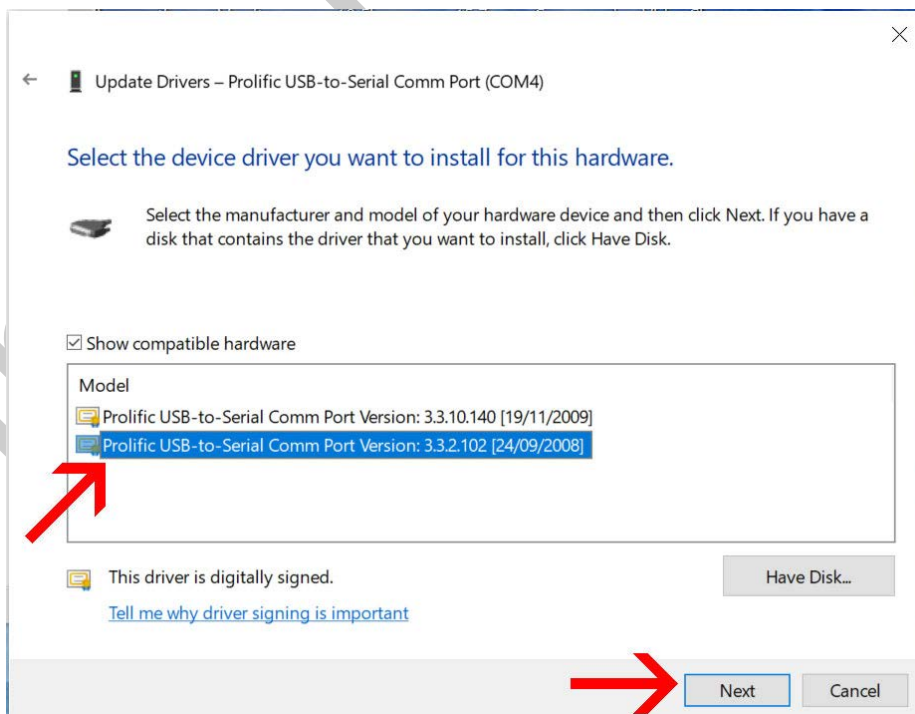 Update Drivers – Prolific USB-to-Serial Comm Port (COM4)
Select the device driver you want to install for this hardware.
Select the manufacturer and model of your hardware device and then click Next. If you have a
disk that contains the driver that you want to install, click Have Disk.
Show compatible hardware
Model
Prolific USB-to-Serial Comm Port Version: 3.3.10.140 [19/11/2009]
Prolific USB-to-Serial Comm Port Version: 3.3.2.102 [24/09/2008]
This driver is digitally signed.
Have Disk...
Tell me why driver signing is important
Next
Cancel